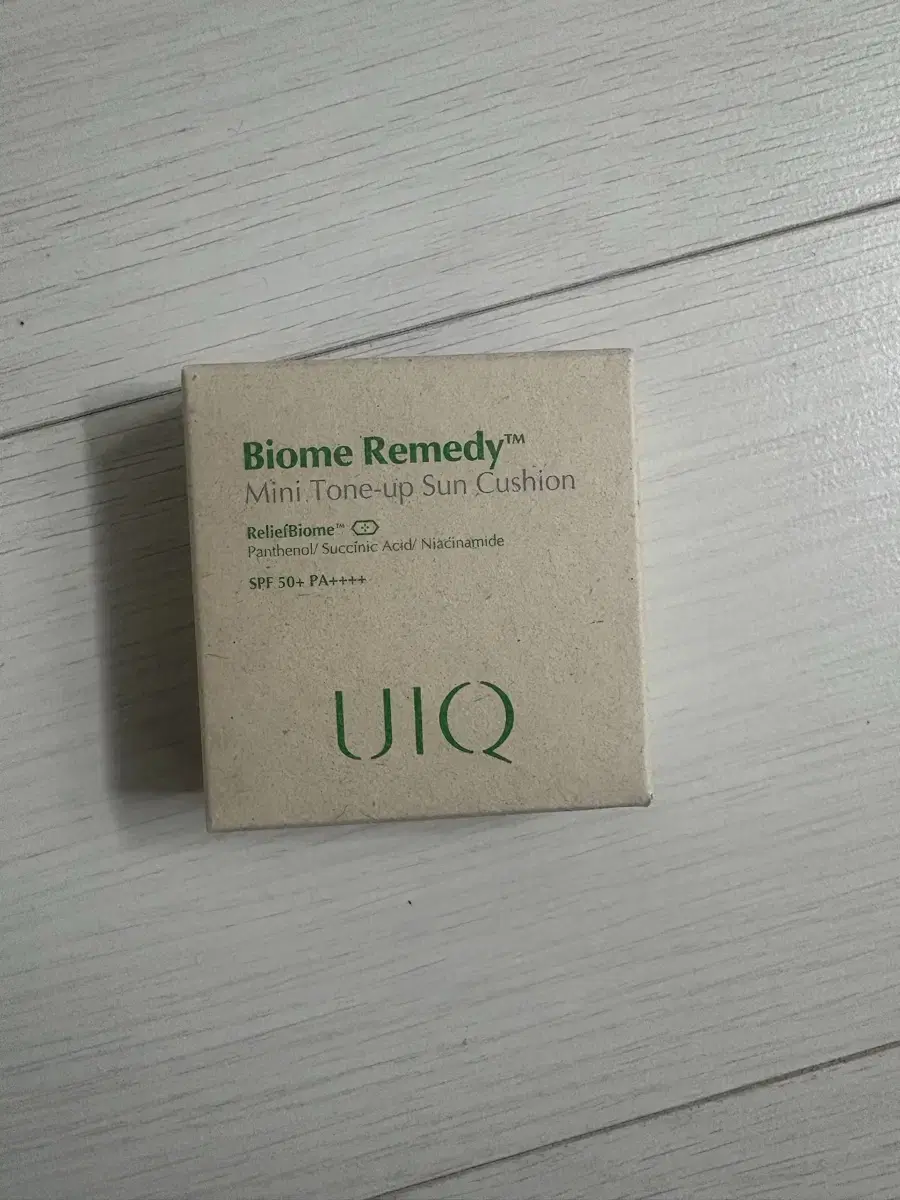 Biome Remedy™
Mini Tone-up Sun Cushion
ReliefBiome™
Panthenol/ Succinic Acid/ Niacinamide
SPF 50+ PA++++
UIQ